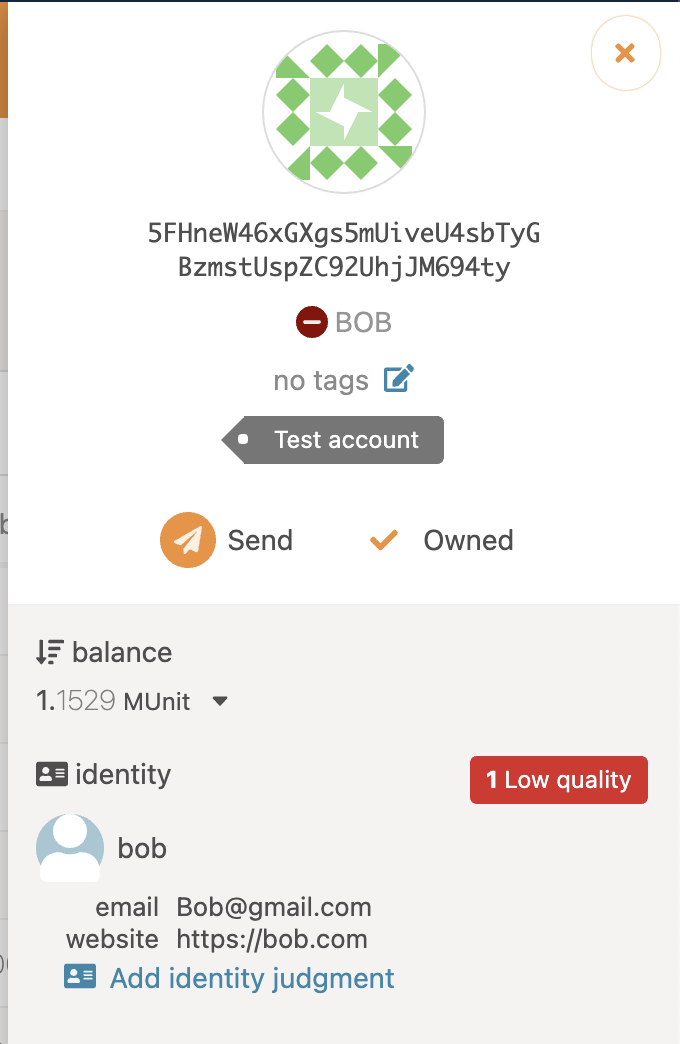 5FHneW46xGXgs5mUiveU4sbTyG
BzmstUspZC92UhjJM694ty
BOB
no tags
Test account
Send
Owned
balance
1.1529 MUnit
identity
1 Low quality
bob
email Bob@gmail.com
website https://bob.com
Add identity judgment